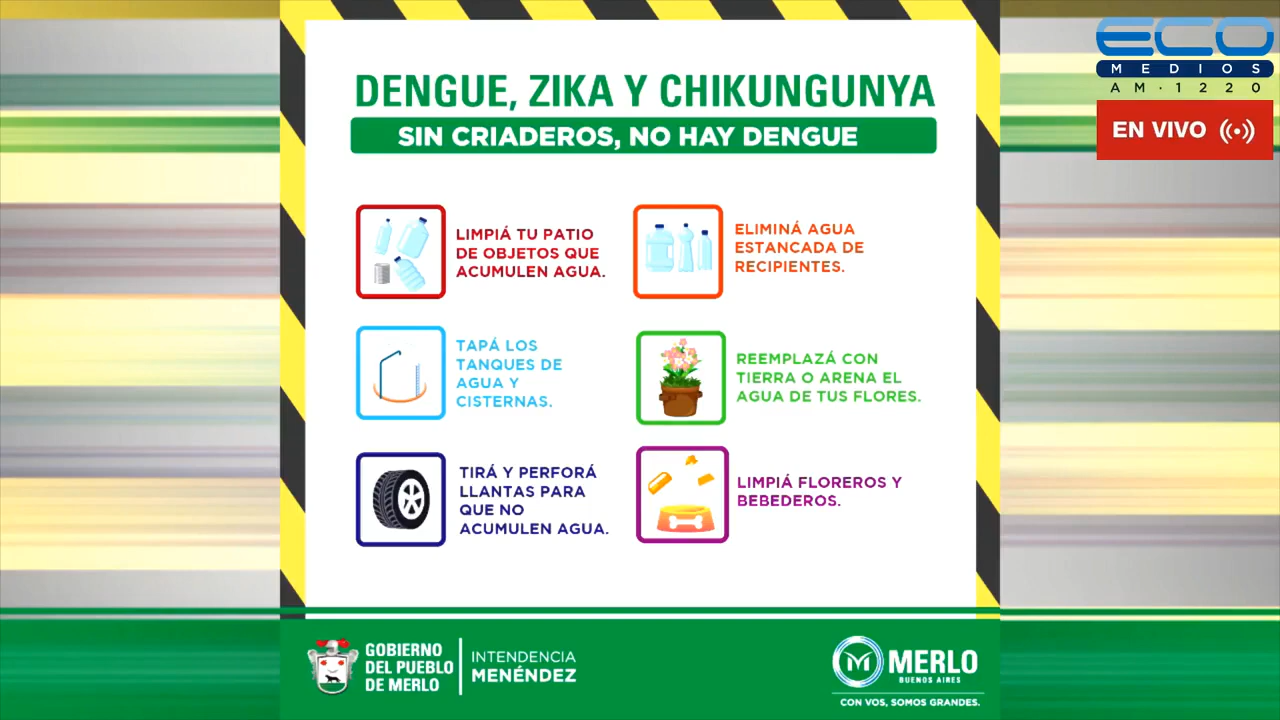 ECO
MEDIOS
AM·1220
EN VIVO
DENGUE, ZIKA Y CHIKUNGUNYA
SIN CRIADEROS, NO HAY DENGUE
LIMPIÁ TU PATIO
DE OBJETOS QUE
ACUMULEN AGUA.
ELIMINÁ AGUA
ESTANCADA DE
RECIPIENTES.
TAPÁ LOS
TANQUES DE
AGUA Y
CISTERNAS.
REEMPLAZÁ CON
TIERRA O ARENA EL
AGUA DE TUS FLORES.
TIRÁ Y PERFORÁ
LLANTAS PARA
QUE NO
ACUMULEN AGUA.
LIMPIÁ FLOREROS Y
BEBEDEROS.
GOBIERNO
DEL PUEBLO
DE MERLO
INTENDENCIA
MENÉNDEZ
MERLO
BUENOS AIRES
CON VOS, SOMOS GRANDES.